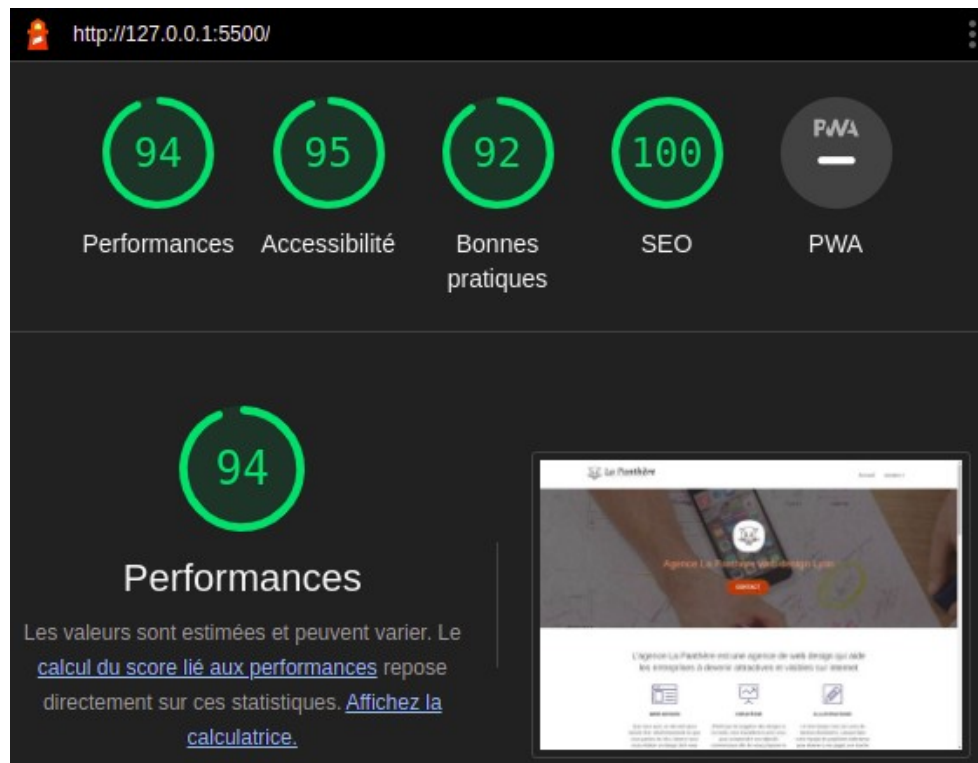 http://127.0.0.1:5500/
94
95
92
100
PWA
Performances
Accessibilité
Bonnes
pratiques
SEO
PWA
94
Performances
Les valeurs sont estimées et peuvent varier. Le
calcul du score lié aux performances repose
directement sur ces statistiques. Affichez la
calculatrice.
La Panthère
Accueil
Agence La Panthère web design Lyon
CONTACT
L'agence La Panthère est une agence de web design qui aide
les entreprises à devenir attractives et visibles sur internet